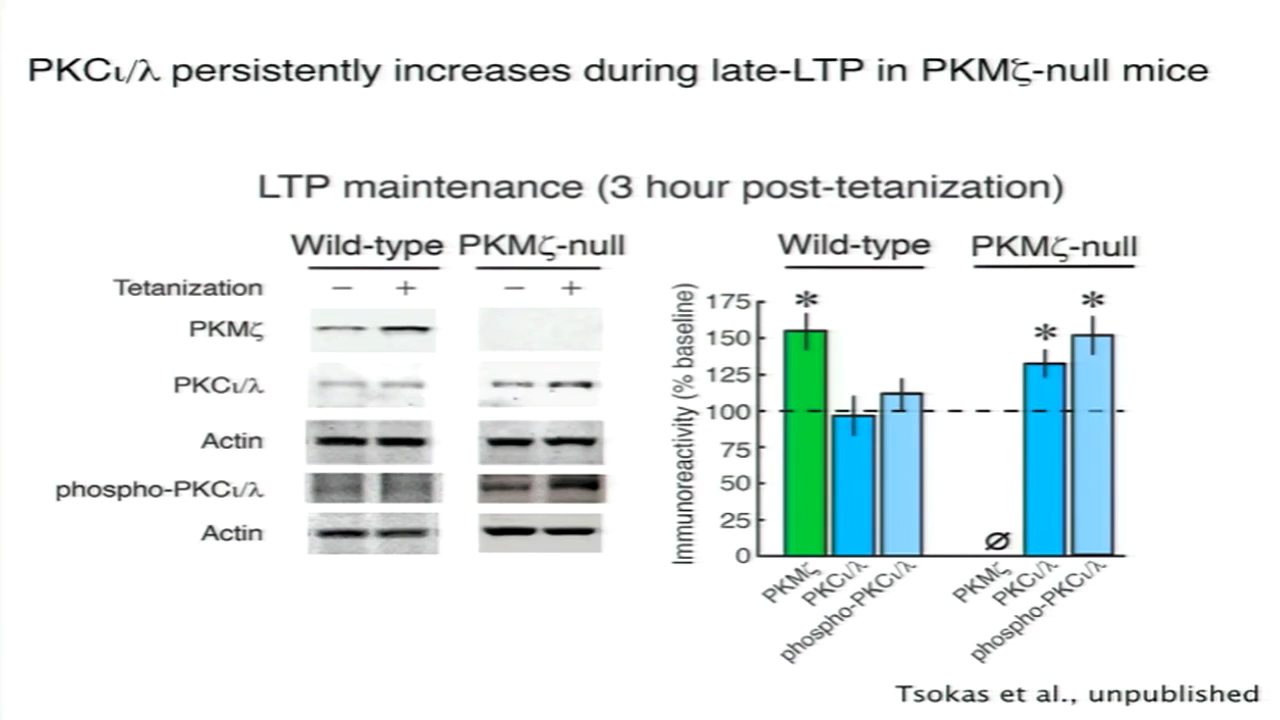 PKCι/λ persistently increases during late-LTP in PKMζ-null mice
LTP maintenance (3 hour post-tetanization)
Wild-type PKMζ-null
Tetanization − + − +
PKMζ
PKCι/λ
Actin
phospho-PKCι/λ
Actin
Wild-type PKMζ-null
Immunoreactivity (% baseline)
175
150
125
100
75
50
25
0
* * *
Ø
PKMζ
PKCι/λ
phospho-PKCι/λ
PKMζ
PKCι/λ
phospho-PKCι/λ
Tsokas et al., unpublished